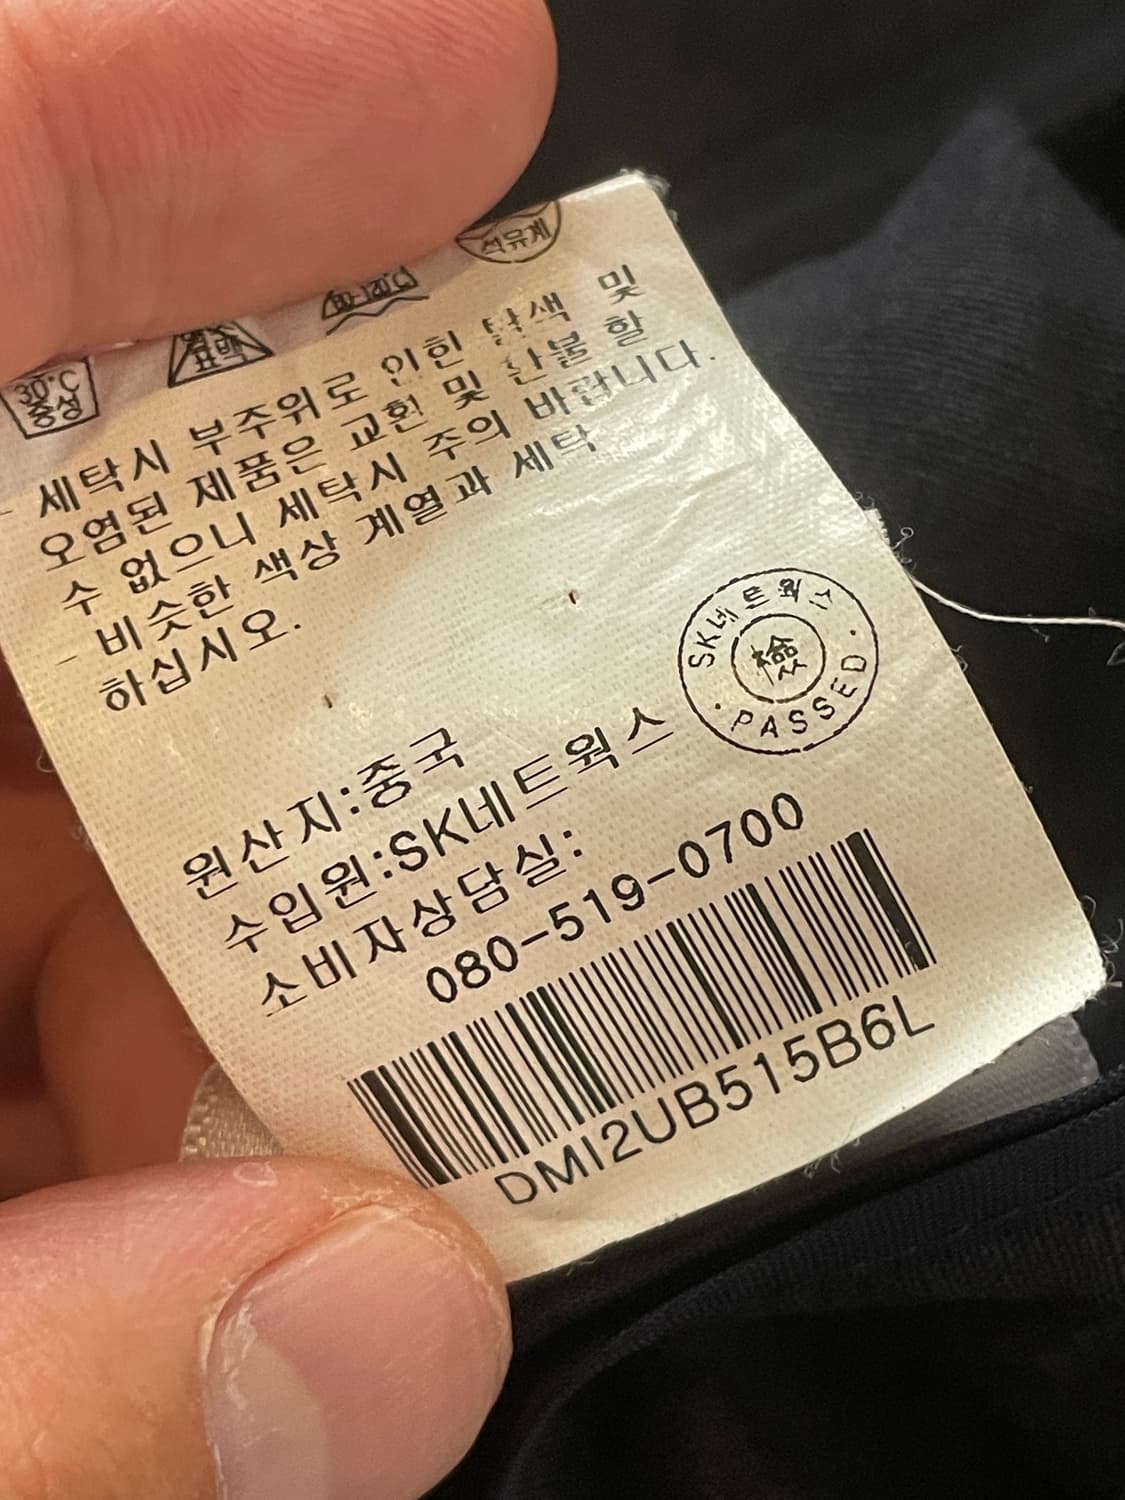 석유계
80-120℃
표백
30℃
중성
- 세탁시 부주위로 인한 탈색 및
오염된 제품은 교환 및 환불 할
수 없으니 세탁시 주의 바랍니다.
- 비슷한 색상 계열과 세탁
하십시오.
SK네트웍스
檢
PASSED
원산지:중국
수입원:SK네트웍스
소비자상담실:
080-519-0700
DMI2UB515B6L